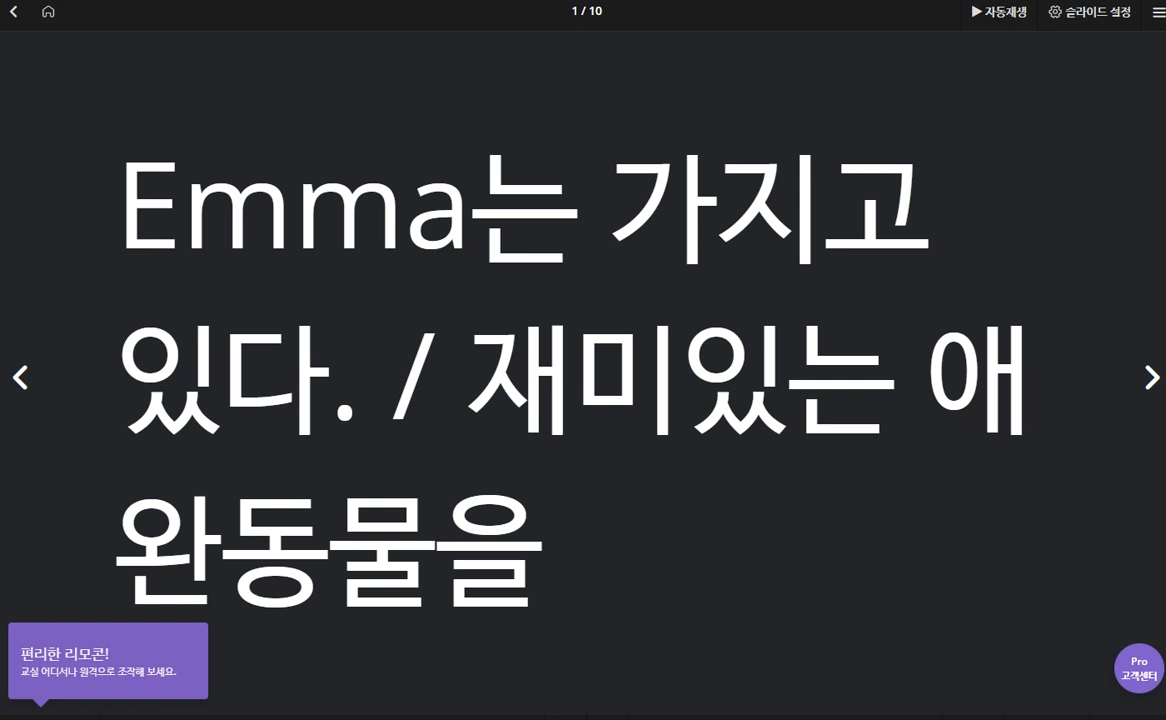 1 / 10
자동재생
슬라이드 설정
Emma는 가지고
있다. / 재미있는 애
완동물을
편리한 리모콘!
교실 어디서나 원격으로 조작해 보세요.
Pro
고객센터